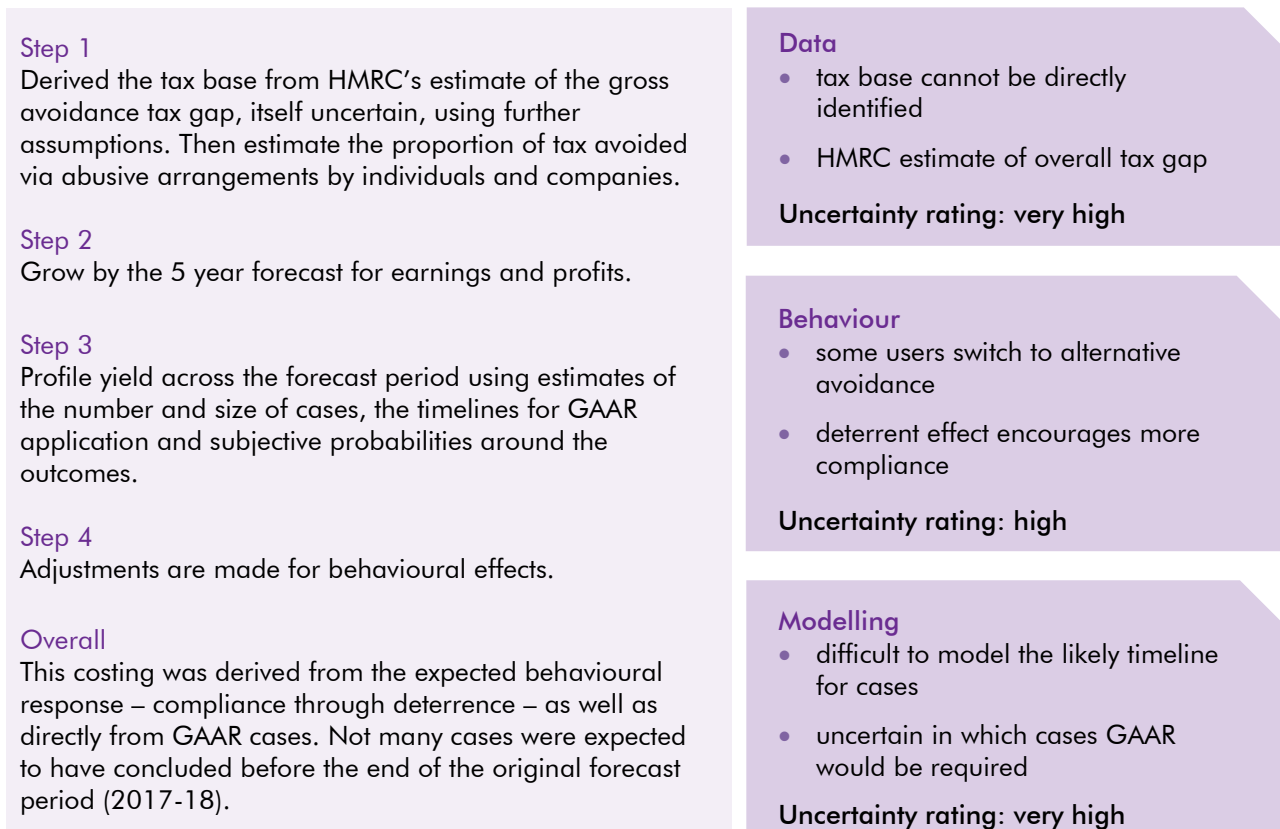 Step 1
Derived the tax base from HMRC's estimate of the gross
avoidance tax gap, itself uncertain, using further
assumptions. Then estimate the proportion of tax avoided
via abusive arrangements by individuals and companies.
Step 2
Grow by the 5 year forecast for earnings and profits.
Step 3
Profile yield across the forecast period using estimates of
the number and size of cases, the timelines for GAAR
application and subjective probabilities around the
outcomes.
Step 4
Adjustments are made for behavioural effects.
Overall
This costing was derived from the expected behavioural
response – compliance through deterrence – as well as
directly from GAAR cases. Not many cases were expected
to have concluded before the end of the original forecast
period (2017-18).
Data
• tax base cannot be directly
identified
• HMRC estimate of overall tax gap
Uncertainty rating: very high
Behaviour
• some users switch to alternative
avoidance
• deterrent effect encourages more
compliance
Uncertainty rating: high
Modelling
• difficult to model the likely timeline
for cases
• uncertain in which cases GAAR
would be required
Uncertainty rating: very high